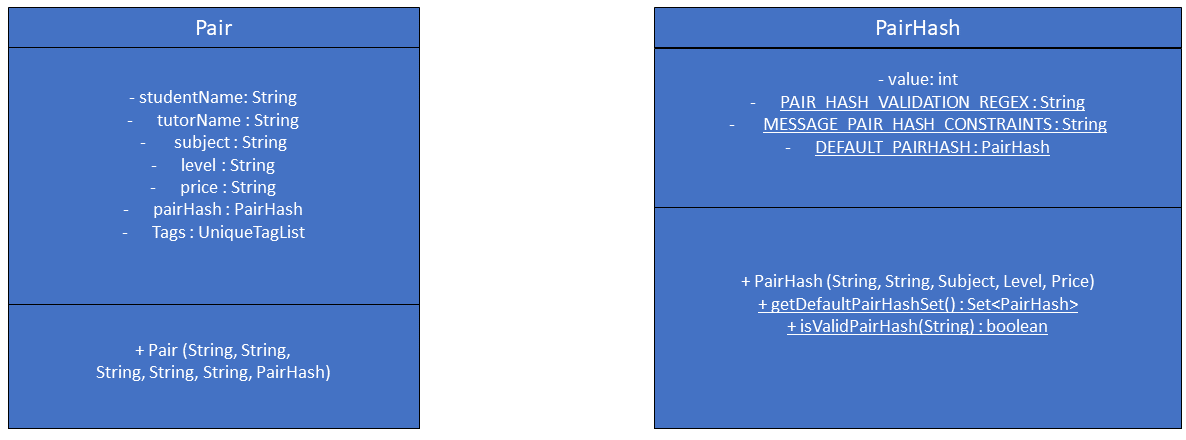 Pair
- studentName: String
- tutorName : String
- subject : String
- level : String
- price : String
- pairHash : PairHash
- Tags : UniqueTagList
+ Pair (String, String,
String, String, String, PairHash)
PairHash
- value: int
- PAIR_HASH_VALIDATION_REGEX : String
- MESSAGE_PAIR_HASH_CONSTRAINTS : String
- DEFAULT_PAIRHASH : PairHash
+ PairHash (String, String, Subject, Level, Price)
+ getDefaultPairHashSet() : Set<PairHash>
+ isValidPairHash(String) : boolean